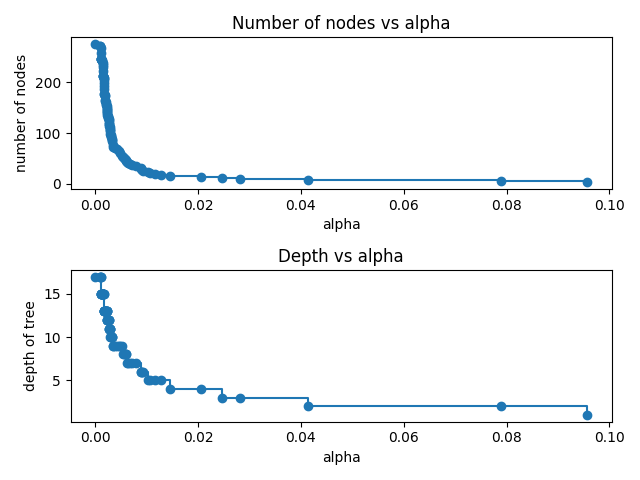 Number of nodes vs alpha
number of nodes
200
100
0
0.00 0.02 0.04 0.06 0.08 0.10
alpha
Depth vs alpha
depth of tree
15
10
5
0.00 0.02 0.04 0.06 0.08 0.10
alpha